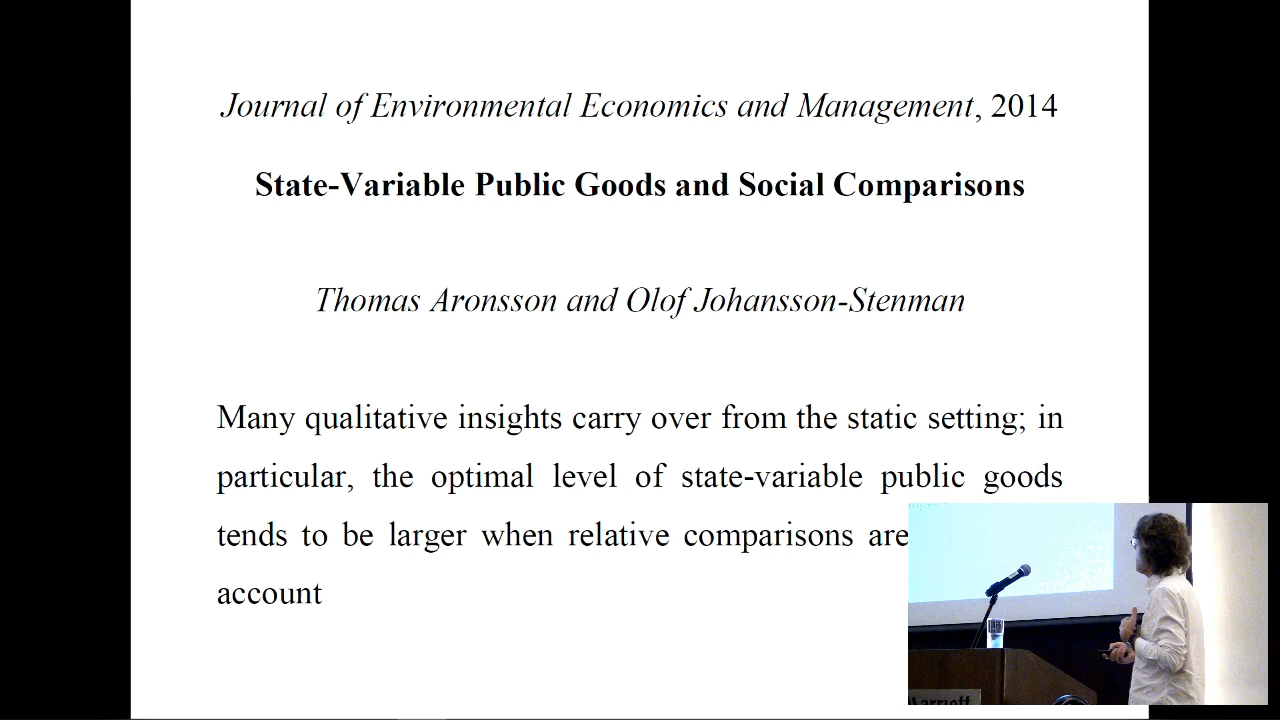 Journal of Environmental Economics and Management, 2014
State-Variable Public Goods and Social Comparisons
Thomas Aronsson and Olof Johansson-Stenman
Many qualitative insights carry over from the static setting; in
particular, the optimal level of state-variable public goods
tends to be larger when relative comparisons are
account
Marriott